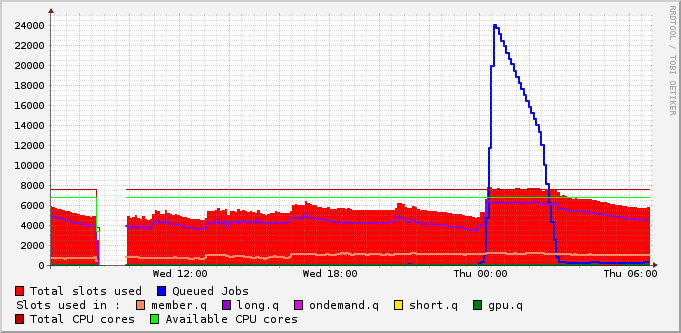 RRDTOOL / TOBI OETIKER
24000
22000
20000
18000
16000
14000
12000
10000
8000
6000
4000
2000
0
Wed 12:00 Wed 18:00 Thu 00:00 Thu 06:00
Total slots used Queued Jobs
Slots used in : member.q long.q ondemand.q short.q gpu.q
Total CPU cores Available CPU cores